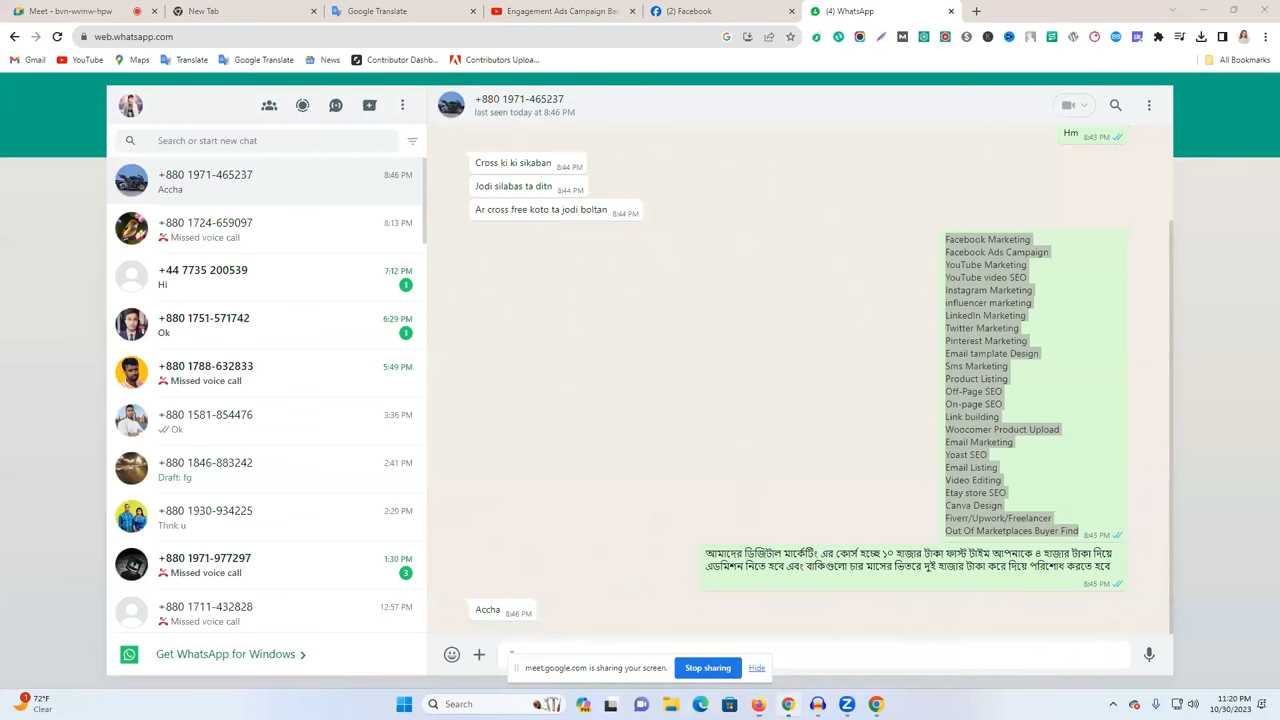 Meet - bvn-wvmw-hpw
New Tab
Google Translate
Engagement Ads Campaign Ba
(2) Facebook
(4) WhatsApp
web.whatsapp.com
Gmail
YouTube
Maps
Translate
Google Translate
News
Contributor Dashb...
Contributors Uploa...
All Bookmarks
+880 1971-465237
last seen today at 8:46 PM
Search or start new chat
+880 1971-465237 8:46 PM
Accha
+880 1724-659097 8:13 PM
Missed voice call
+44 7735 200539 7:12 PM
Hi 1
+880 1751-571742 6:29 PM
Ok 1
+880 1788-632833 5:49 PM
Missed voice call
+880 1581-854476 3:36 PM
Ok
+880 1846-883242 2:41 PM
Draft: fg
+880 1930-934225 2:20 PM
Thnk u
+880 1971-977297 1:30 PM
Missed voice call 3
+880 1711-432828 12:57 PM
Missed voice call
Get WhatsApp for Windows
Hm 8:43 PM
Cross ki ki sikaban 8:44 PM
Jodi silabas ta ditn 8:44 PM
Ar cross free koto ta jodi boltan 8:44 PM
Facebook Marketing
Facebook Ads Campaign
YouTube Marketing
YouTube video SEO
Instagram Marketing
influencer marketing
LinkedIn Marketing
Twitter Marketing
Pinterest Marketing
Email tamplate Design
Sms Marketing
Product Listing
Off-Page SEO
On-page SEO
Link building
Woocomer Product Upload
Email Marketing
Yoast SEO
Email Listing
Video Editing
Etay store SEO
Canva Design
Fiverr/Upwork/Freelancer
Out Of Marketplaces Buyer Find
8:45 PM
আমাদের ডিজিটাল মার্কেটিং এর কোর্স হচ্ছে ১০ হাজার টাকা ফাস্ট টাইম আপনাকে ৪ হাজার টাকা দিয়ে
এডমিশন নিতে হবে এবং বাকিগুলো চার মাসের ভিতরে দুই হাজার টাকা করে দিয়ে পরিশোধ করতে হবে
8:45 PM
Accha 8:46 PM
meet.google.com is sharing your screen.
Stop sharing
Hide
1
72°F
Clear
Search
11:20 PM
10/30/2023